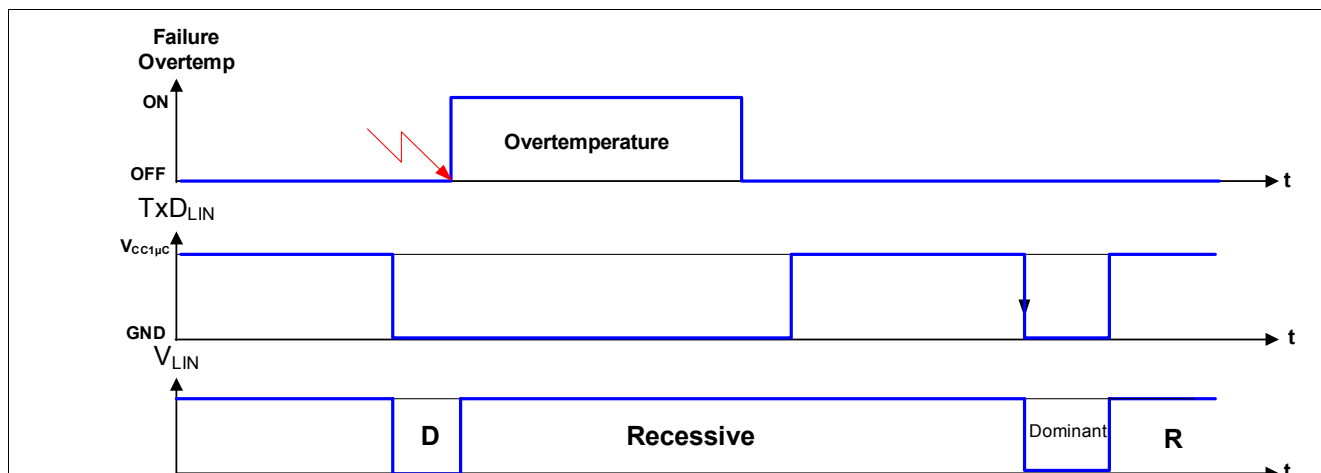 Failure
Overtemp
ON
Overtemperature
OFF
t
TxDLIN
VCC1µC
GND
t
VLIN
D
Recessive
Dominant
R
t